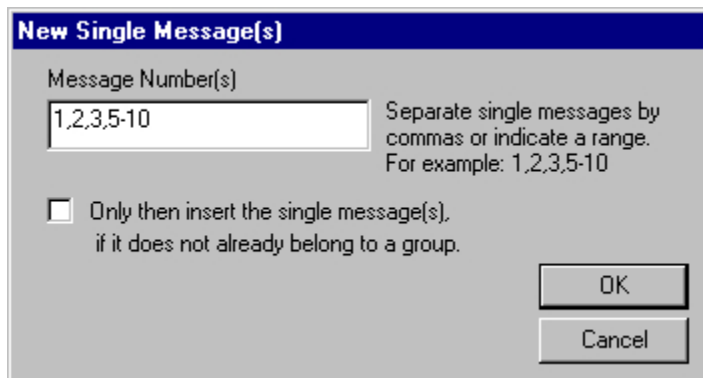 New Single Message(s)
Message Number(s)
1,2,3,5-10
Separate single messages by
commas or indicate a range.
For example: 1,2,3,5-10
Only then insert the single message(s),
if it does not already belong to a group.
OK
Cancel